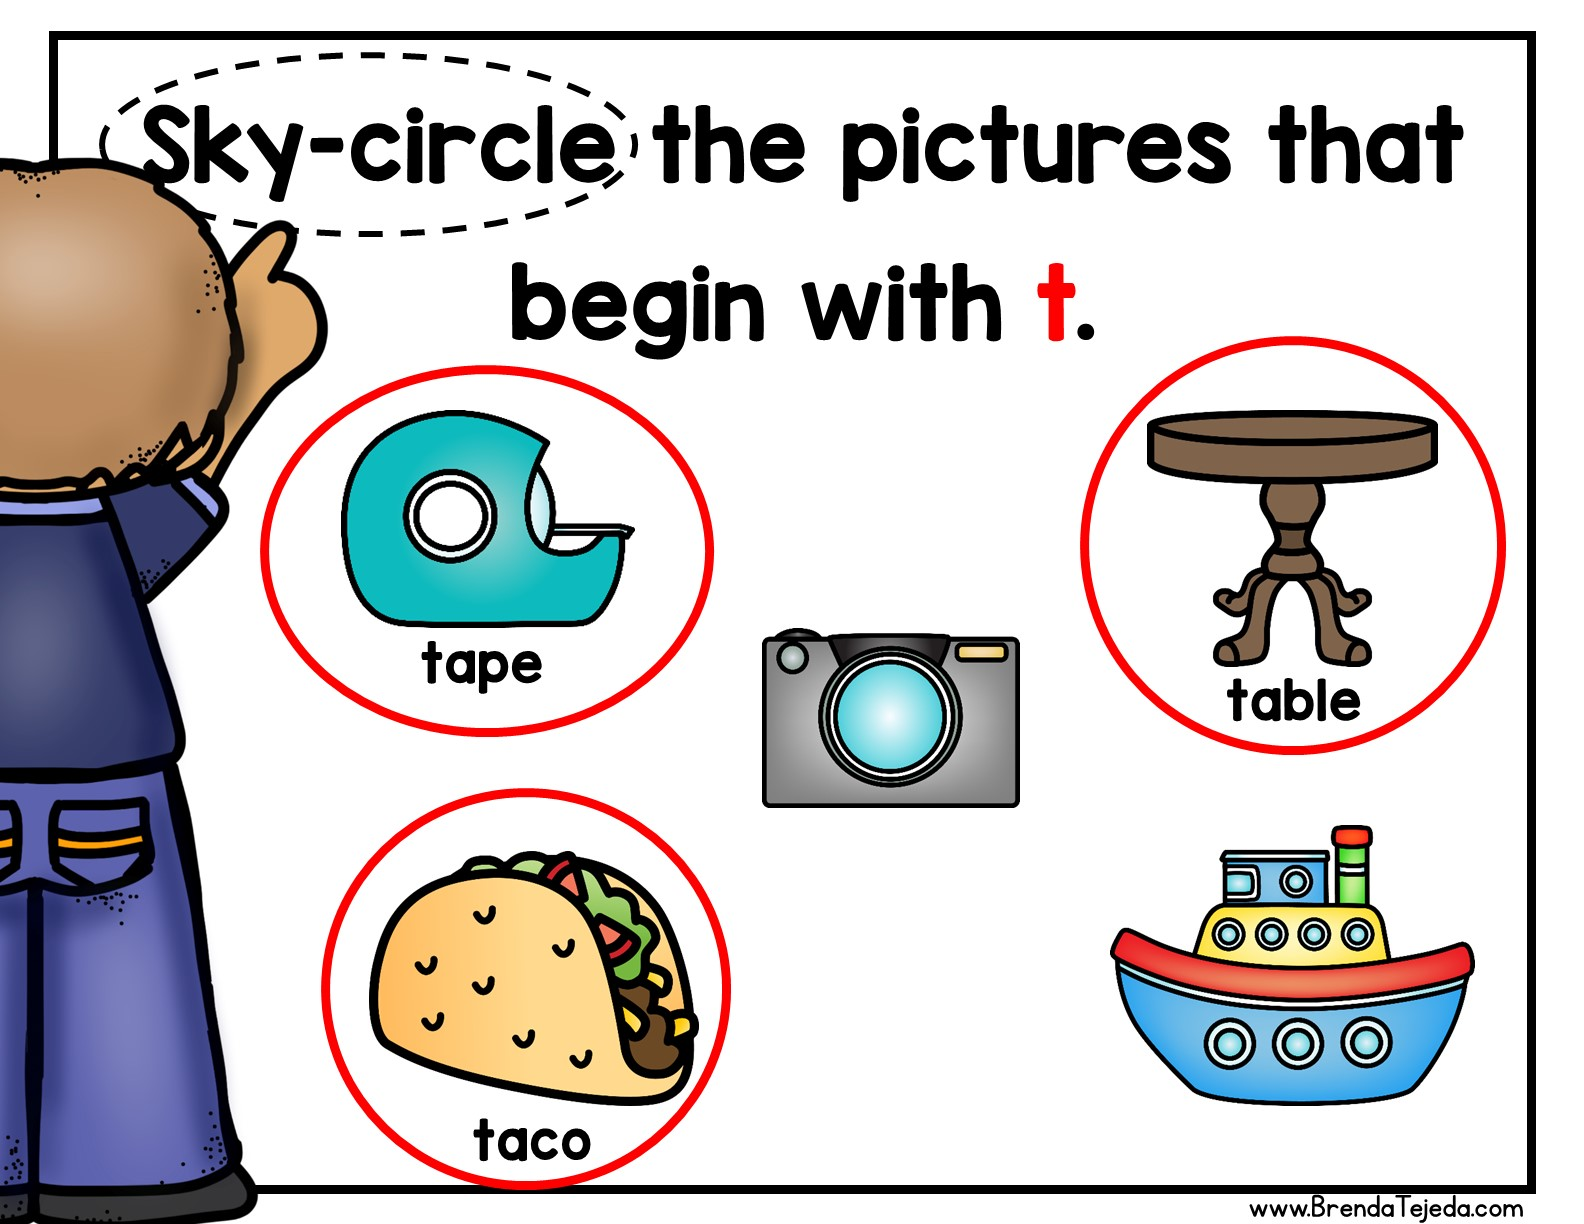 Sky-circle the pictures that
begin with t.
tape
table
taco
www.BrendaTejeda.com